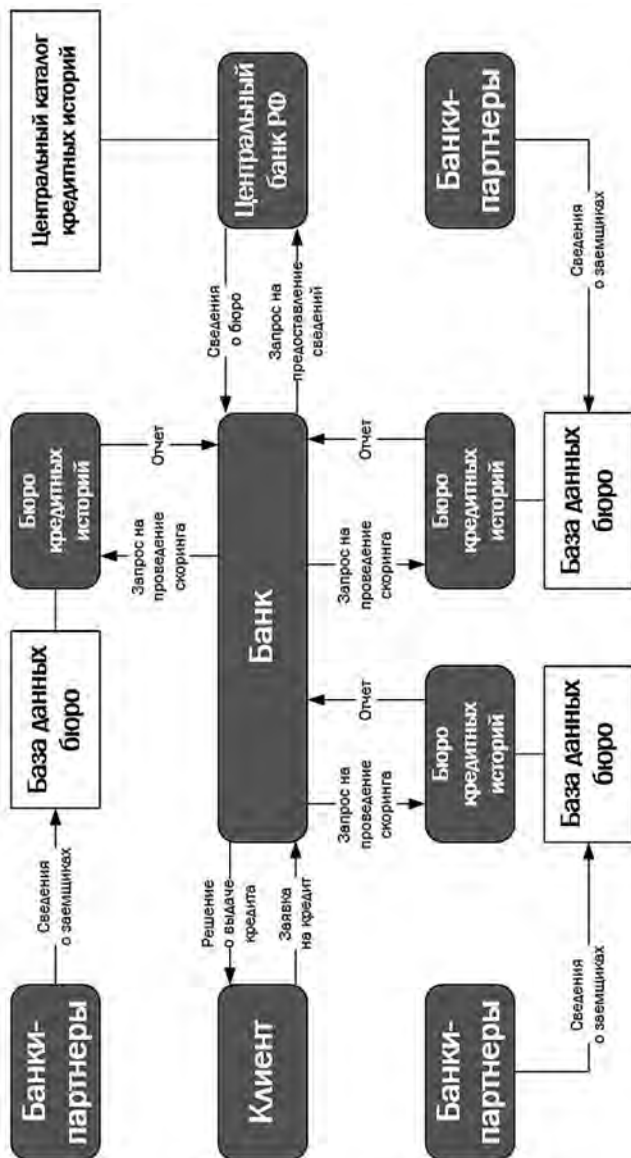 Банки-
партнеры
Сведения
о заемщиках
База данных
бюро
Бюро
кредитных
историй
Центральный каталог
кредитных историй
Запрос на
проведение
скоринга
Отчет
Клиент
Решение
о выдаче
кредита
Заявка
на кредит
Банк
Сведения
о бюро
Запрос на
предоставление
сведений
Центральный
банк РФ
Запрос на
проведение
скоринга
Отчет
Запрос на
проведение
скоринга
Отчет
Банки-
партнеры
Бюро
кредитных
историй
Бюро
кредитных
историй
Банки-
партнеры
Сведения
о заемщиках
База данных
бюро
База данных
бюро
Сведения
о заемщиках